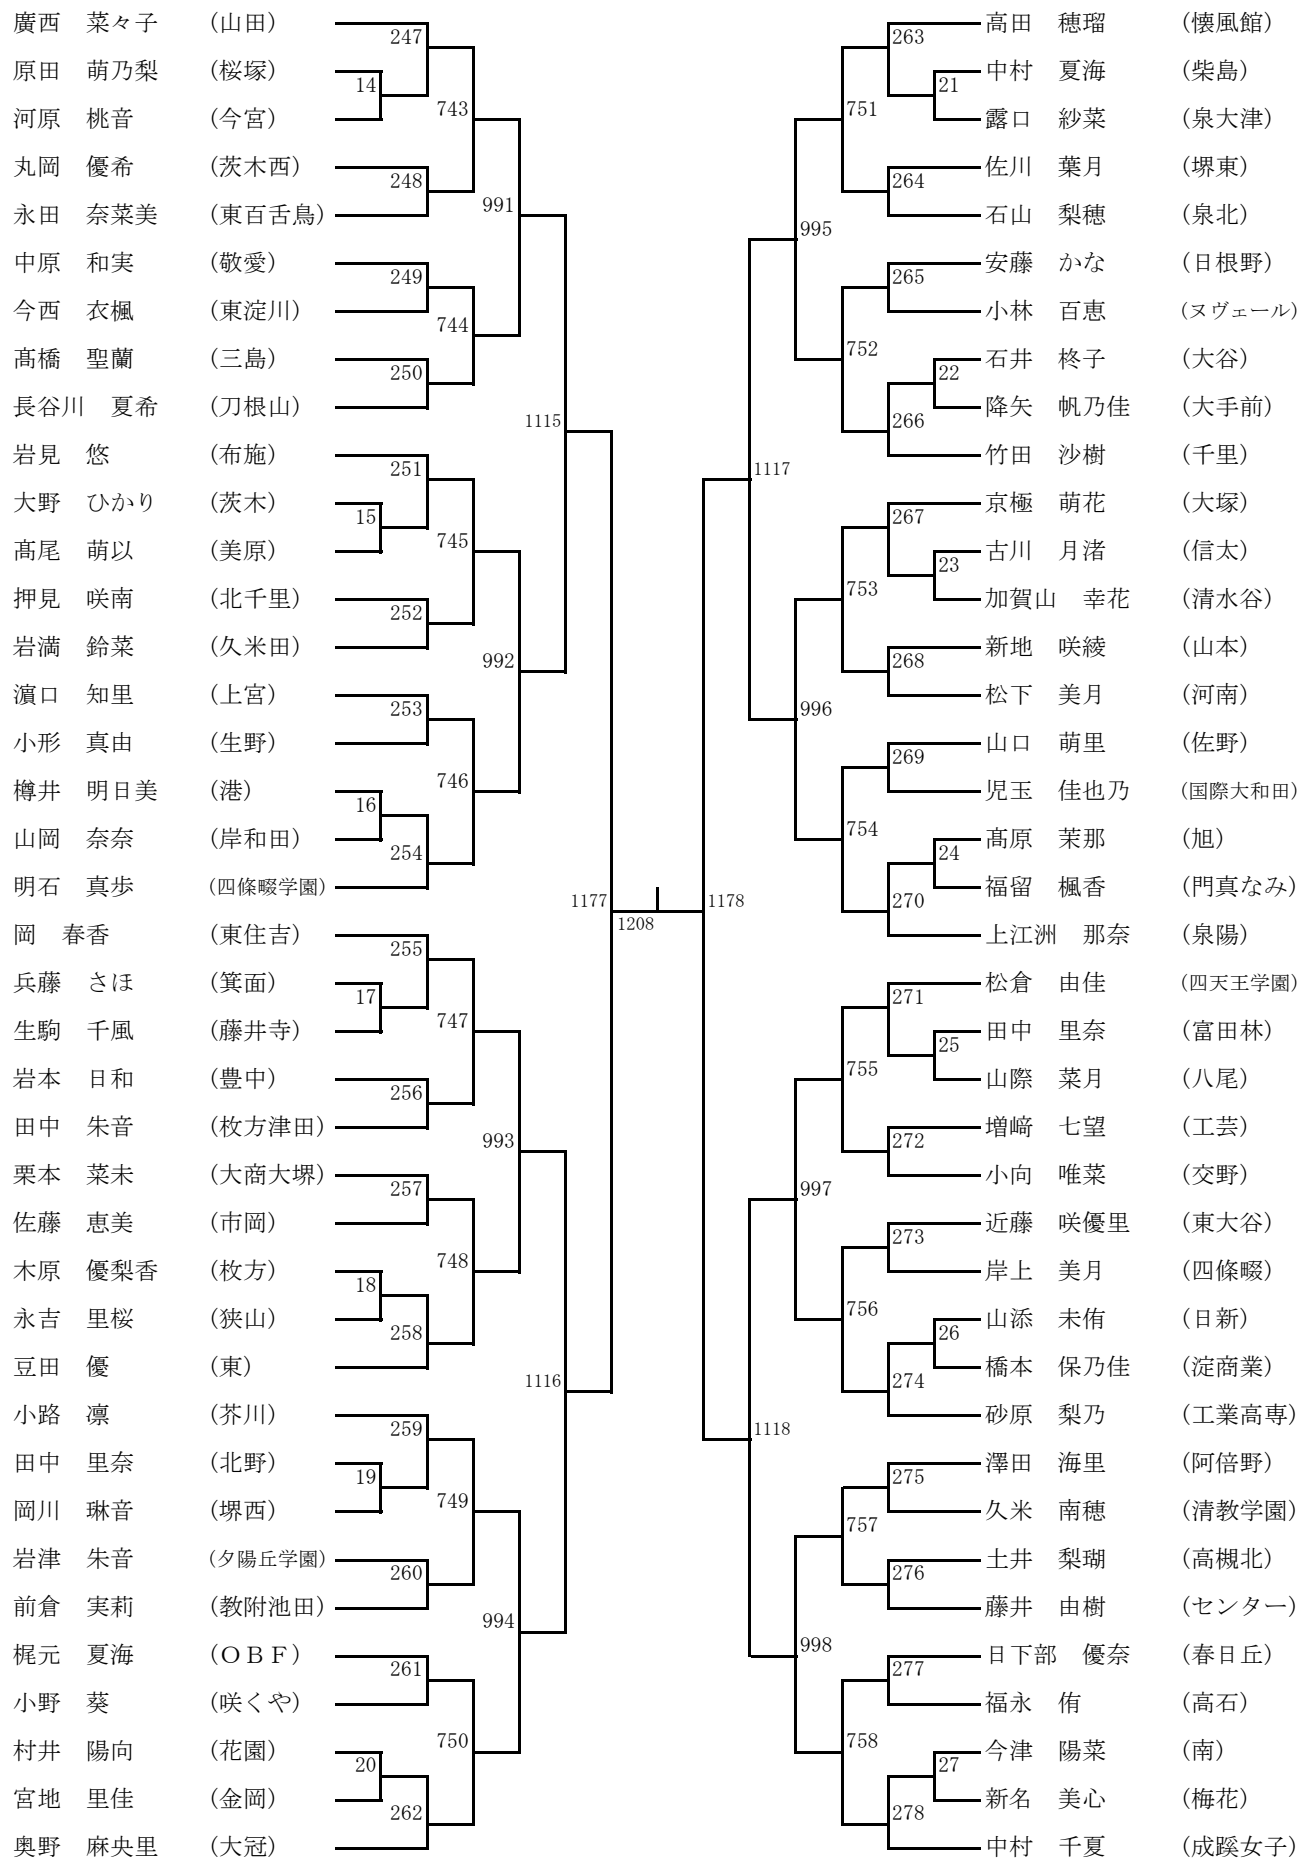 廣西　菜々子　（山田）
原田　萌乃梨　（桜塚）
河原　桃音　（今宮）
丸岡　優希　（茨木西）
永田　奈菜美　（東百舌鳥）
中原　和実　（敬愛）
今西　衣楓　（東淀川）
髙橋　聖蘭　（三島）
長谷川　夏希　（刀根山）
岩見　悠　（布施）
大野　ひかり　（茨木）
髙尾　萌以　（美原）
押見　咲南　（北千里）
岩満　鈴菜　（久米田）
濵口　知里　（上宮）
小形　真由　（生野）
樽井　明日美　（港）
山岡　奈奈　（岸和田）
明石　真歩　（四條畷学園）
岡　春香　（東住吉）
兵藤　さほ　（箕面）
生駒　千風　（藤井寺）
岩本　日和　（豊中）
田中　朱音　（枚方津田）
栗本　菜未　（大商大堺）
佐藤　恵美　（市岡）
木原　優梨香　（枚方）
永吉　里桜　（狭山）
豆田　優　（東）
小路　凛　（芥川）
田中　里奈　（北野）
岡川　琳音　（堺西）
岩津　朱音　（夕陽丘学園）
前倉　実莉　（教附池田）
梶元　夏海　（ＯＢＦ）
小野　葵　（咲くや）
村井　陽向　（花園）
宮地　里佳　（金岡）
奥野　麻央里　（大冠）
14
15
16
17
18
19
20
247
248
249
250
251
252
253
254
255
256
257
258
259
260
261
262
743
744
745
746
747
748
749
750
991
992
993
994
1115
1116
1177
1208
1178
1117
1118
995
996
997
998
751
752
753
754
755
756
757
758
263
264
265
266
267
268
269
270
271
272
273
274
275
276
277
278
21
22
23
24
25
26
27
高田　穂瑠　（懐風館）
中村　夏海　（柴島）
露口　紗菜　（泉大津）
佐川　葉月　（堺東）
石山　梨穂　（泉北）
安藤　かな　（日根野）
小林　百恵　（ヌヴェール）
石井　柊子　（大谷）
降矢　帆乃佳　（大手前）
竹田　沙樹　（千里）
京極　萌花　（大塚）
古川　月渚　（信太）
加賀山　幸花　（清水谷）
新地　咲綾　（山本）
松下　美月　（河南）
山口　萌里　（佐野）
児玉　佳也乃　（国際大和田）
髙原　茉那　（旭）
福留　楓香　（門真なみ）
上江洲　那奈　（泉陽）
松倉　由佳　（四天王学園）
田中　里奈　（富田林）
山際　菜月　（八尾）
増﨑　七望　（工芸）
小向　唯菜　（交野）
近藤　咲優里　（東大谷）
岸上　美月　（四條畷）
山添　未侑　（日新）
橋本　保乃佳　（淀商業）
砂原　梨乃　（工業高専）
澤田　海里　（阿倍野）
久米　南穂　（清教学園）
土井　梨瑚　（高槻北）
藤井　由樹　（センター）
日下部　優奈　（春日丘）
福永　侑　（高石）
今津　陽菜　（南）
新名　美心　（梅花）
中村　千夏　（成蹊女子）